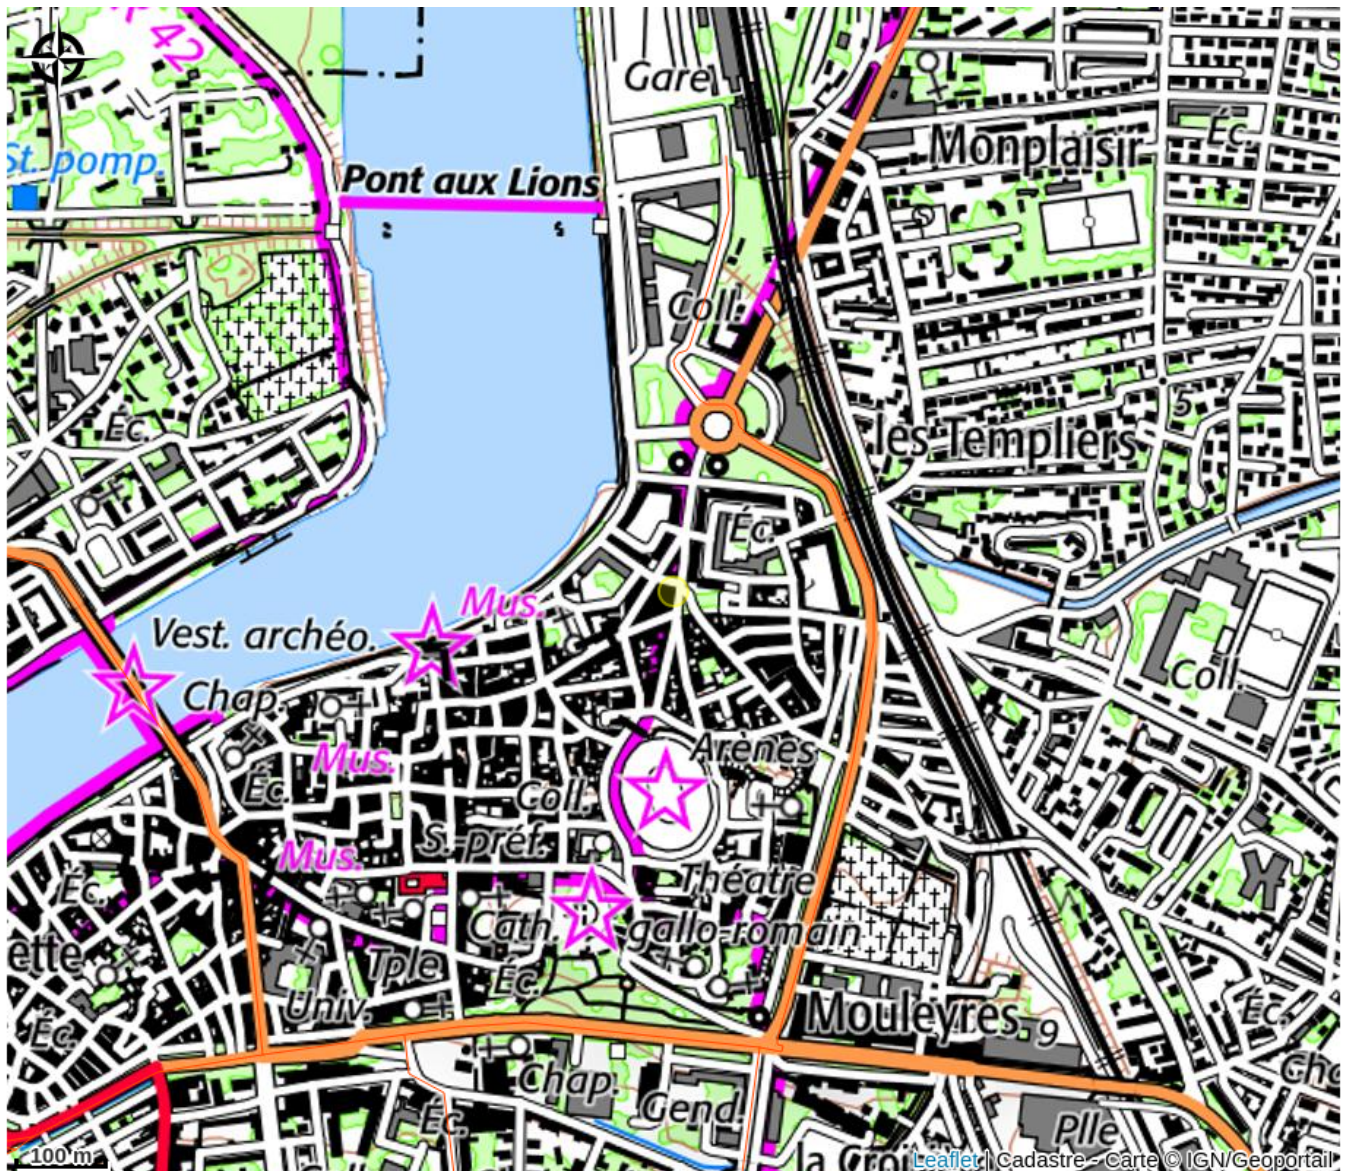 42
Gare
Éc.
Monplaisir
St. pomp.
Pont aux Lions
Coll.
Éc.
5
les Templiers
Éc.
Mus.
Vest. archéo.
Chap.
Coll.
Arènes
Mus.
Éc.
Coll.
S.-préf.
Mus.
Éc.
Théatre
gallo-romain
Cath.
ette
Tple
Éc.
Univ.
Mouleyres
9
Éc.
Éc.
Chap.
Gend.
Éc.
Plle
100 m
Leaflet | Cadastre - Carte © IGN/Geoportail